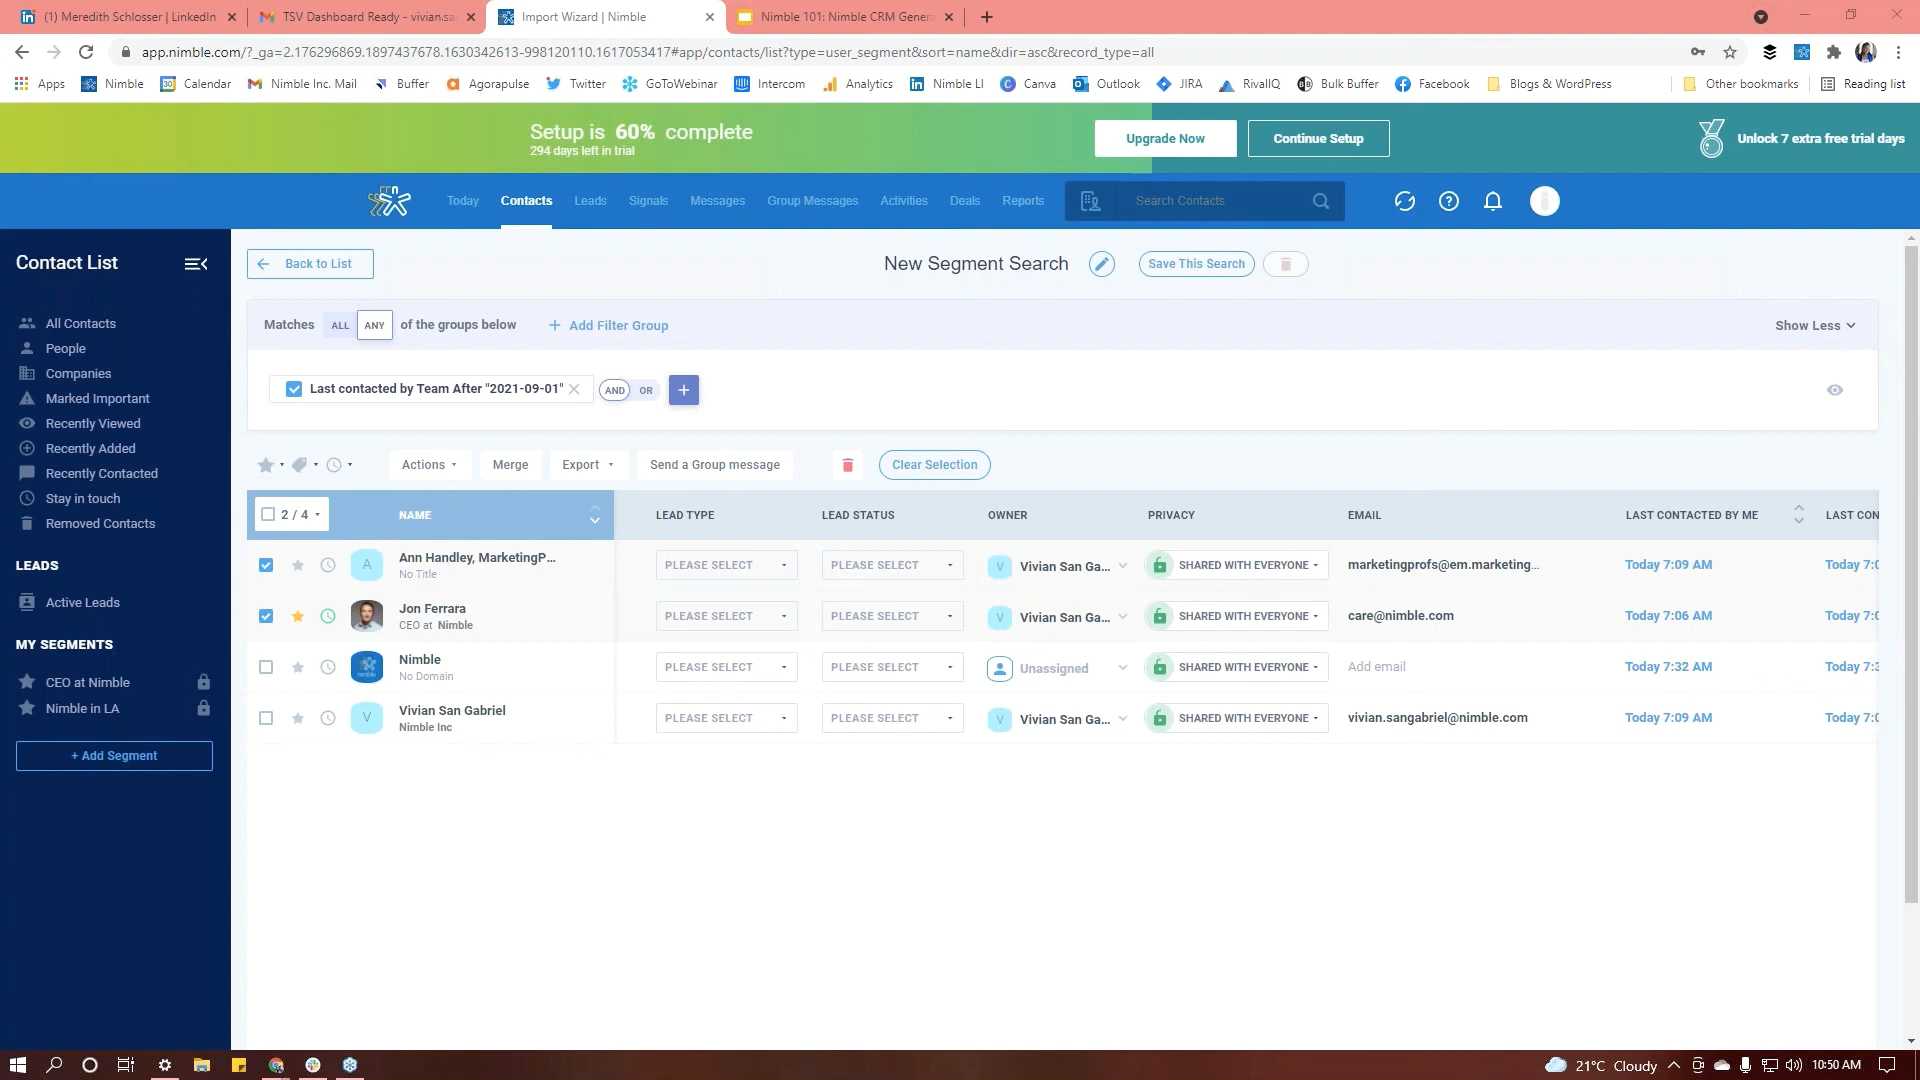 (1) Meredith Schlosser | LinkedIn
TSV Dashboard Ready - vivian.sa
Import Wizard | Nimble
Nimble 101: Nimble CRM Genera
app.nimble.com/?_ga=2.176296869.1897437678.1630342613-998120110.1617053417#app/contacts/list?type=user_segment&sort=name&dir=asc&record_type=all
Apps Nimble Calendar Nimble Inc. Mail Buffer Agorapulse Twitter GoToWebinar Intercom Analytics Nimble LI Canva Outlook JIRA RivalIQ Bulk Buffer Facebook Blogs & WordPress Other bookmarks Reading list
Setup is 60% complete
294 days left in trial
Upgrade Now
Continue Setup
Unlock 7 extra free trial days
Today Contacts Leads Signals Messages Group Messages Activities Deals Reports Search Contacts
Contact List
All Contacts
People
Companies
Marked Important
Recently Viewed
Recently Added
Recently Contacted
Stay in touch
Removed Contacts
LEADS
Active Leads
MY SEGMENTS
CEO at Nimble
Nimble in LA
+ Add Segment
Back to List
New Segment Search
Save This Search
Matches ALL ANY of the groups below + Add Filter Group
Show Less
Last contacted by Team After "2021-09-01" AND OR +
Actions Merge Export Send a Group message Clear Selection
2 / 4 NAME LEAD TYPE LEAD STATUS OWNER PRIVACY EMAIL LAST CONTACTED BY ME LAST CON
A Ann Handley, MarketingP...
No Title
PLEASE SELECT PLEASE SELECT V Vivian San Ga... SHARED WITH EVERYONE marketingprofs@em.marketing... Today 7:09 AM Today 7:0
Jon Ferrara
CEO at Nimble
PLEASE SELECT PLEASE SELECT V Vivian San Ga... SHARED WITH EVERYONE care@nimble.com Today 7:06 AM Today 7:0
Nimble
No Domain
PLEASE SELECT PLEASE SELECT Unassigned SHARED WITH EVERYONE Add email Today 7:32 AM Today 7:3
V Vivian San Gabriel
Nimble Inc
PLEASE SELECT PLEASE SELECT V Vivian San Ga... SHARED WITH EVERYONE vivian.sangabriel@nimble.com Today 7:09 AM Today 7:0
21°C Cloudy 10:50 AM